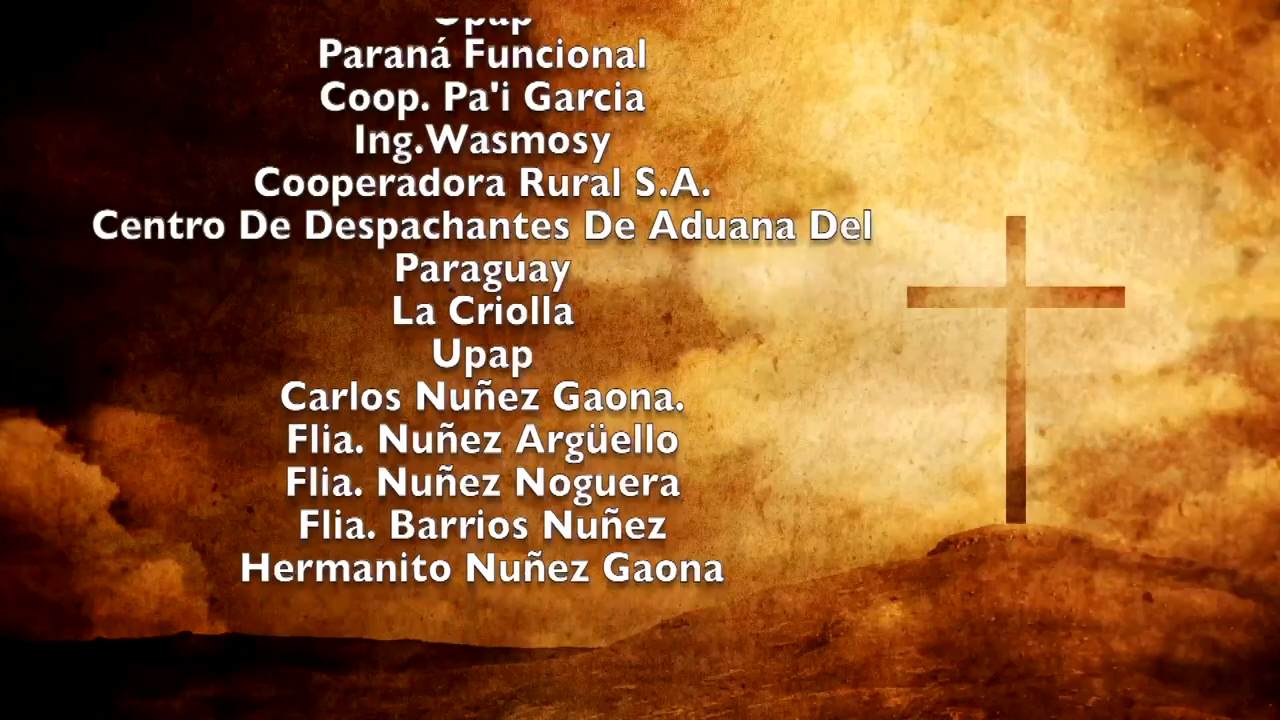 Paraná Funcional
Coop. Pa'i Garcia
Ing.Wasmosy
Cooperadora Rural S.A.
Centro De Despachantes De Aduana Del
Paraguay
La Criolla
Upap
Carlos Nuñez Gaona.
Flia. Nuñez Argüello
Flia. Nuñez Noguera
Flia. Barrios Nuñez
Hermanito Nuñez Gaona